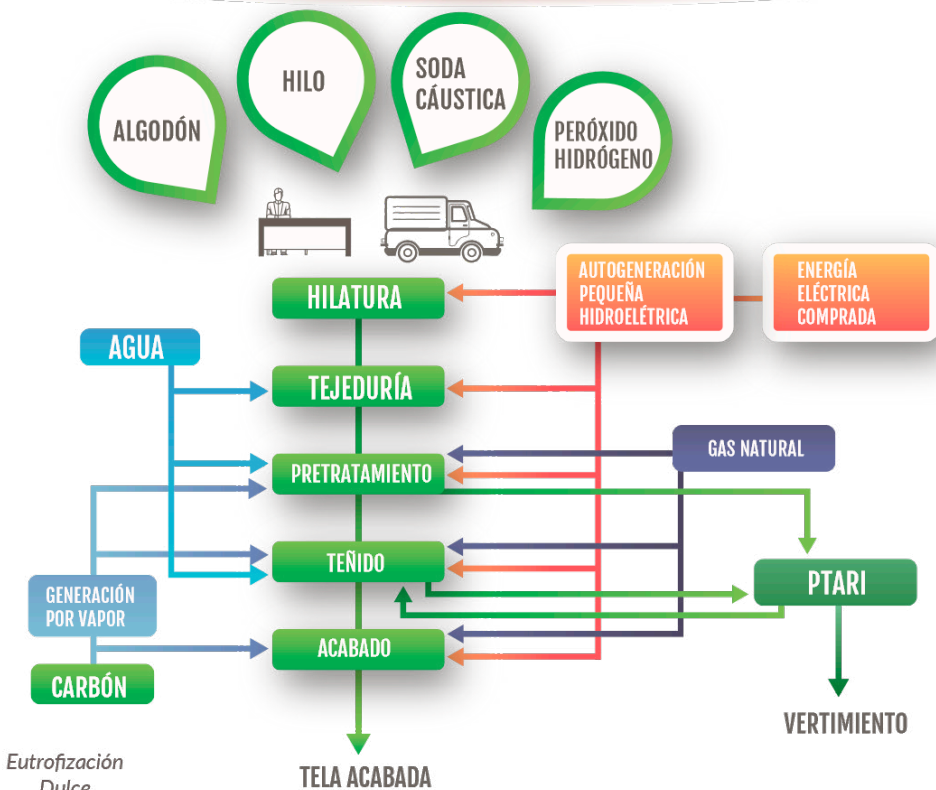 ALGODÓN
HILO
SODA
CÁUSTICA
PERÓXIDO
HIDRÓGENO
AUTOGENERACIÓN
PEQUEÑA
HIDROELÉTRICA
ENERGÍA
ELÉCTRICA
COMPRADA
HILATURA
AGUA
TEJEDURÍA
GAS NATURAL
PRETRATAMIENTO
TEÑIDO
PTARI
GENERACIÓN
POR VAPOR
ACABADO
CARBÓN
VERTIMIENTO
Eutrofización
Dulce
TELA ACABADA